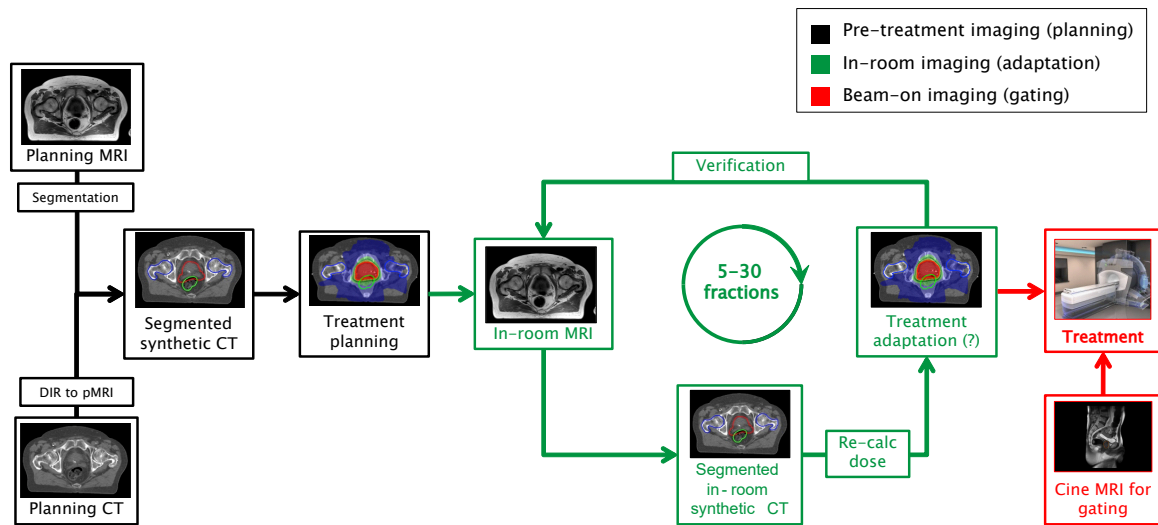 Pre-treatment imaging (planning)
In-room imaging (adaptation)
Beam-on imaging (gating)
Planning MRI
Segmentation
Segmented
synthetic CT
DIR to pMRI
Planning CT
Treatment
planning
In-room MRI
Verification
5-30
fractions
Segmented
in-room
synthetic CT
Re-calc
dose
Treatment
adaptation (?)
Treatment
Cine MRI for
gating